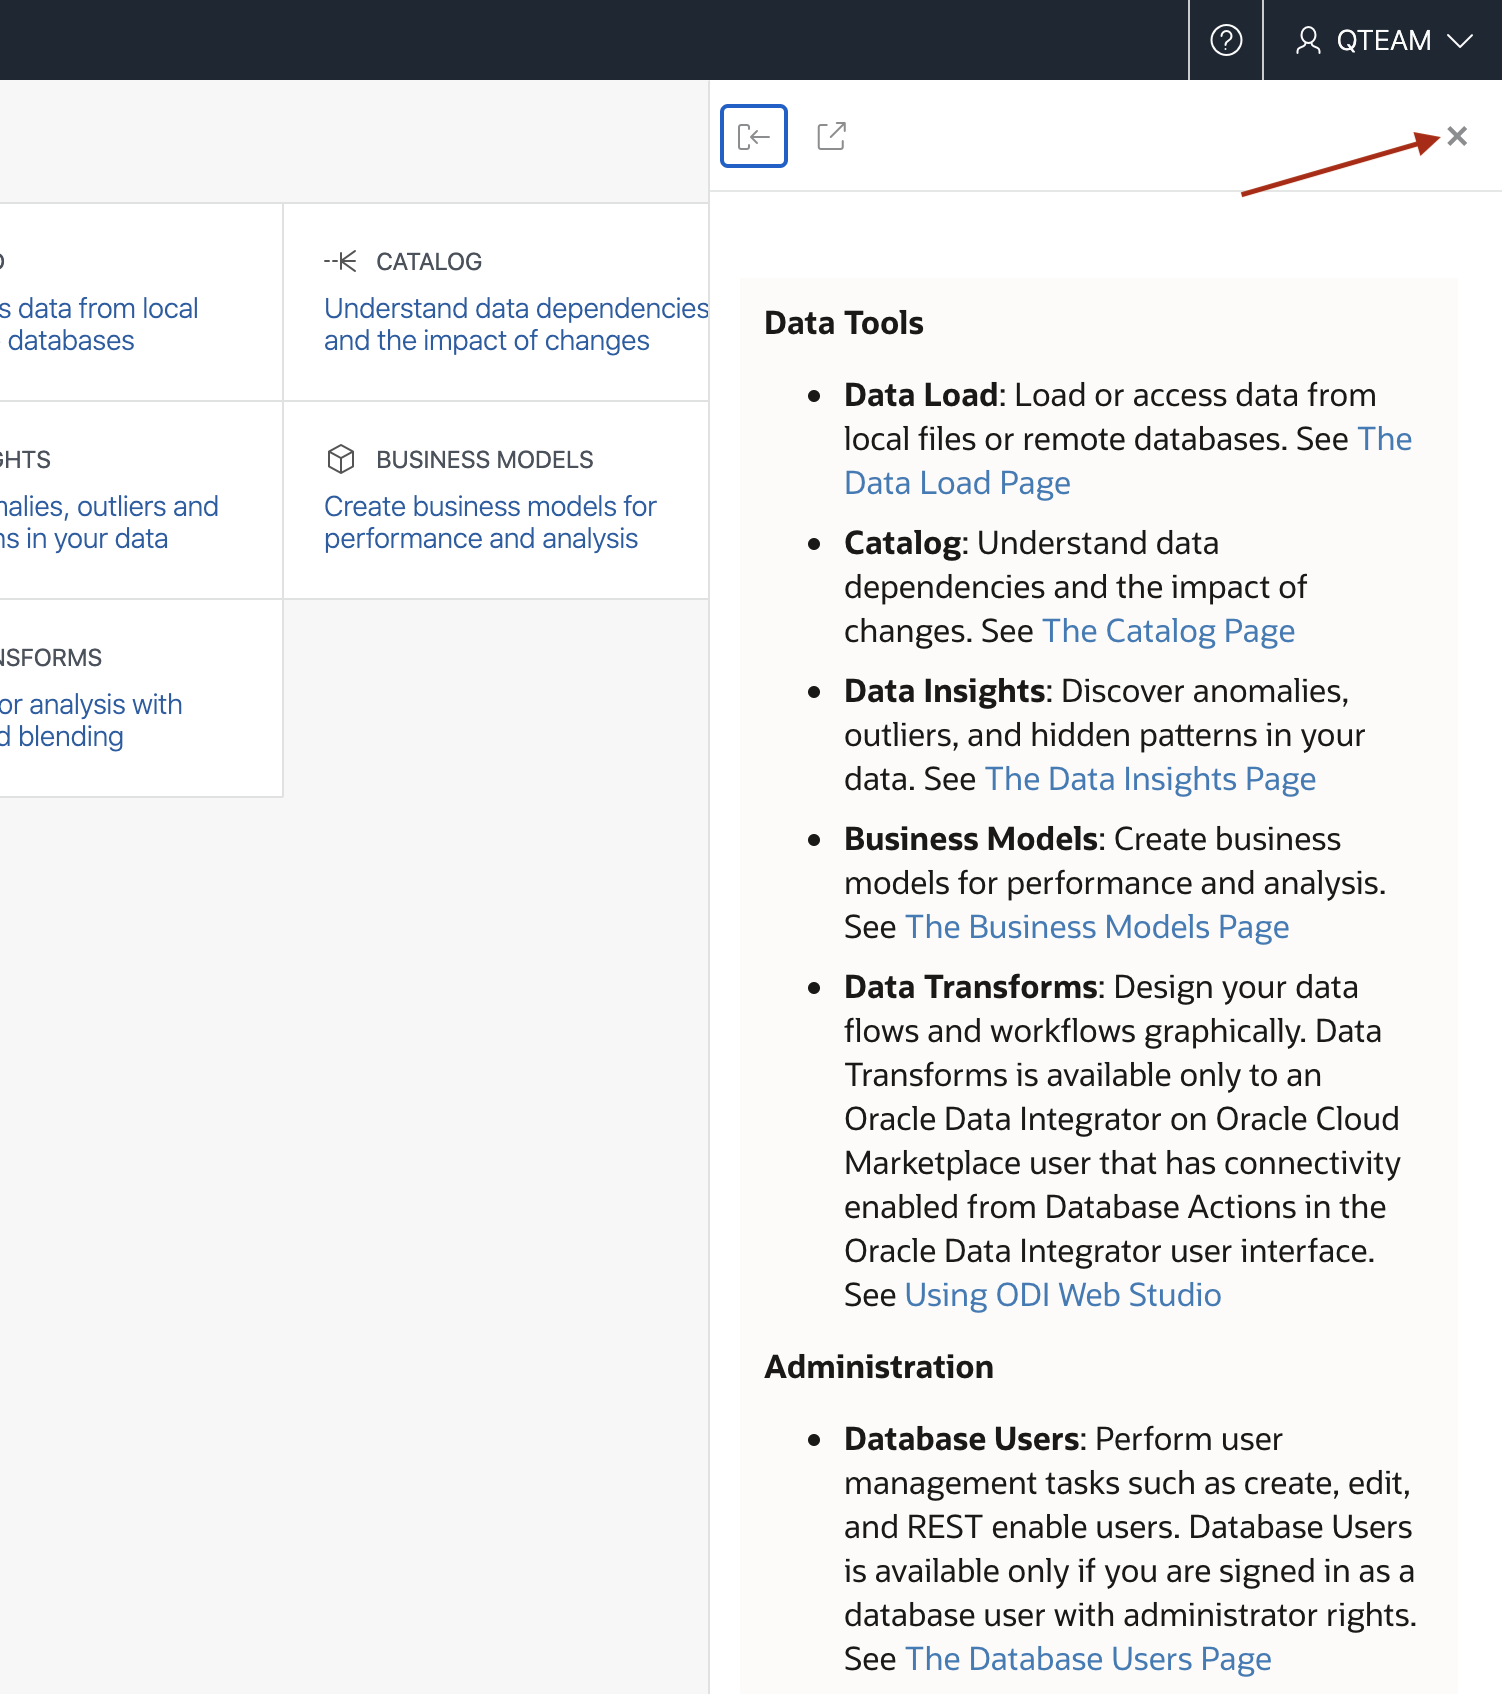 QTEAM
CATALOG
s data from local
Understand data dependencies
databases
and the impact of changes
GHTS
BUSINESS MODELS
alies, outliers and
Create business models for
ns in your data
performance and analysis
NSFORMS
or analysis with
d blending
Data Tools
• Data Load: Load or access data from
local files or remote databases. See The
Data Load Page
• Catalog: Understand data
dependencies and the impact of
changes. See The Catalog Page
• Data Insights: Discover anomalies,
outliers, and hidden patterns in your
data. See The Data Insights Page
• Business Models: Create business
models for performance and analysis.
See The Business Models Page
• Data Transforms: Design your data
flows and workflows graphically. Data
Transforms is available only to an
Oracle Data Integrator on Oracle Cloud
Marketplace user that has connectivity
enabled from Database Actions in the
Oracle Data Integrator user interface.
See Using ODI Web Studio
Administration
• Database Users: Perform user
management tasks such as create, edit,
and REST enable users. Database Users
is available only if you are signed in as a
database user with administrator rights.
See The Database Users Page